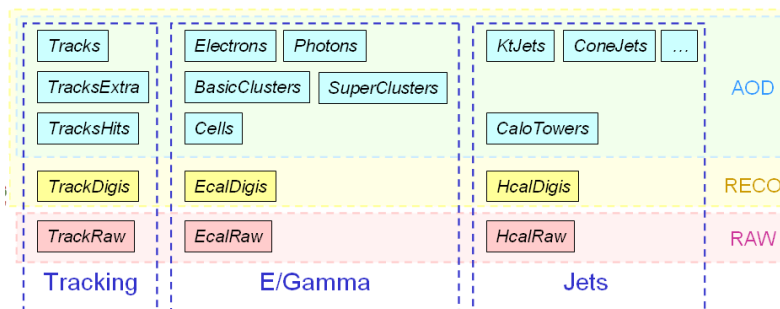 Tracks Electrons Photons KtJets ConeJets ...
TracksExtra BasicClusters SuperClusters AOD
TracksHits Cells CaloTowers
TrackDigis EcalDigis HcalDigis RECO
TrackRaw EcalRaw HcalRaw RAW
Tracking E/Gamma Jets